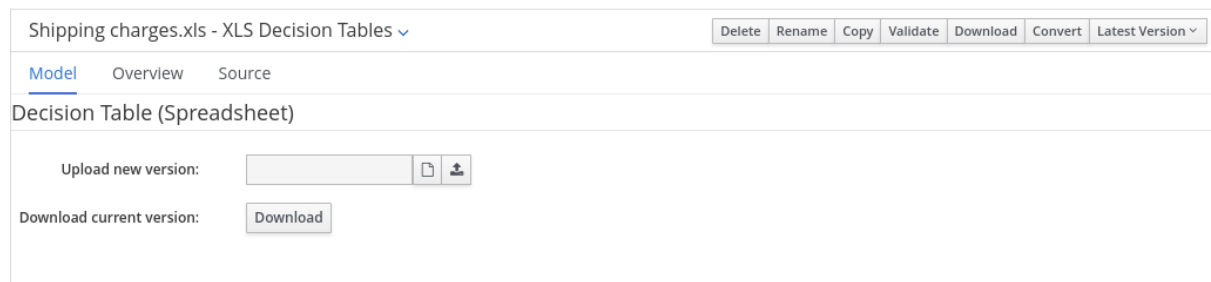 Shipping charges.xls - XLS Decision Tables
Delete Rename Copy Validate Download Convert Latest Version
Model Overview Source
Decision Table (Spreadsheet)
Upload new version:
Download current version: Download